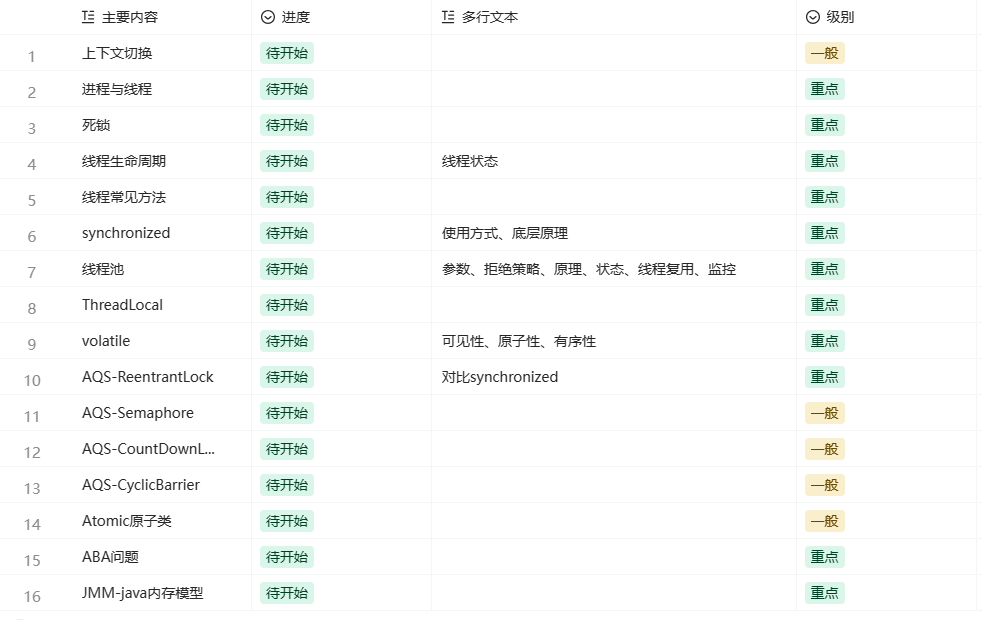 主要内容 进度 多行文本 级别
1 上下文切换 待开始 一般
2 进程与线程 待开始 重点
3 死锁 待开始 重点
4 线程生命周期 待开始 线程状态 重点
5 线程常见方法 待开始 重点
6 synchronized 待开始 使用方式、底层原理 重点
7 线程池 待开始 参数、拒绝策略、原理、状态、线程复用、监控 重点
8 ThreadLocal 待开始 重点
9 volatile 待开始 可见性、原子性、有序性 重点
10 AQS-ReentrantLock 待开始 对比synchronized 重点
11 AQS-Semaphore 待开始 一般
12 AQS-CountDownL... 待开始 一般
13 AQS-CyclicBarrier 待开始 一般
14 Atomic原子类 待开始 一般
15 ABA问题 待开始 重点
16 JMM-java内存模型 待开始 重点